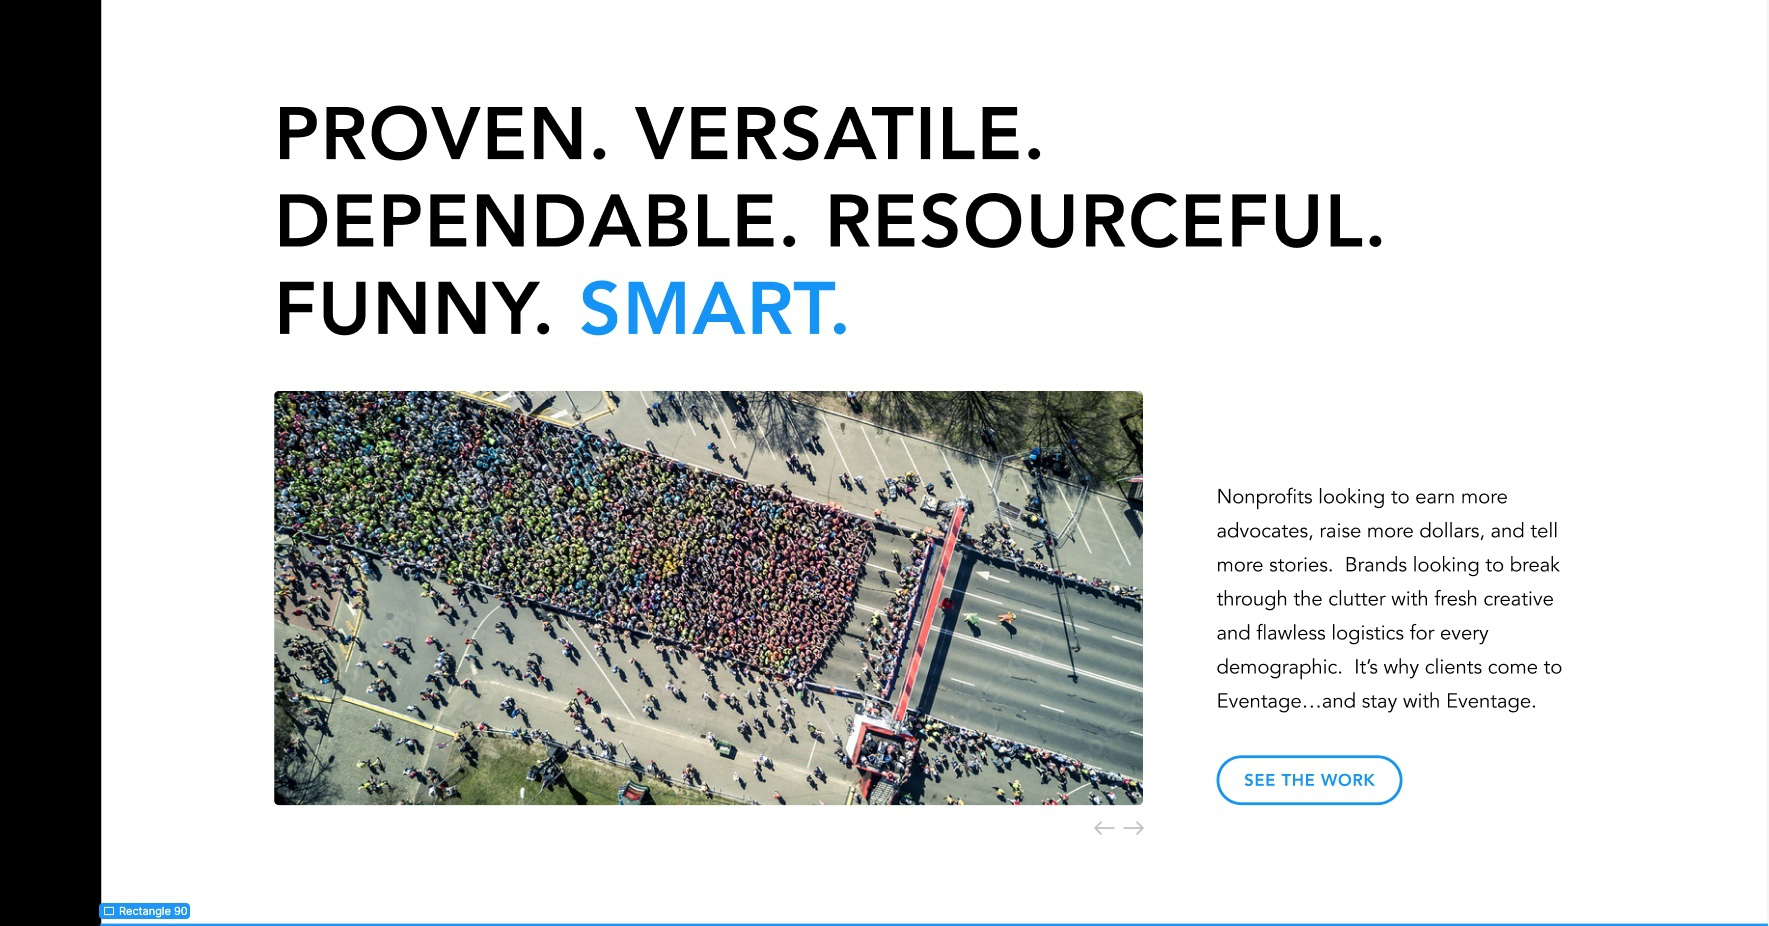 PROVEN. VERSATILE.
DEPENDABLE. RESOURCEFUL.
FUNNY. SMART.
Nonprofits looking to earn more
advocates, raise more dollars, and tell
more stories.  Brands looking to break
through the clutter with fresh creative
and flawless logistics for every
demographic.  It’s why clients come to
Eventage…and stay with Eventage.
SEE THE WORK
Rectangle 90